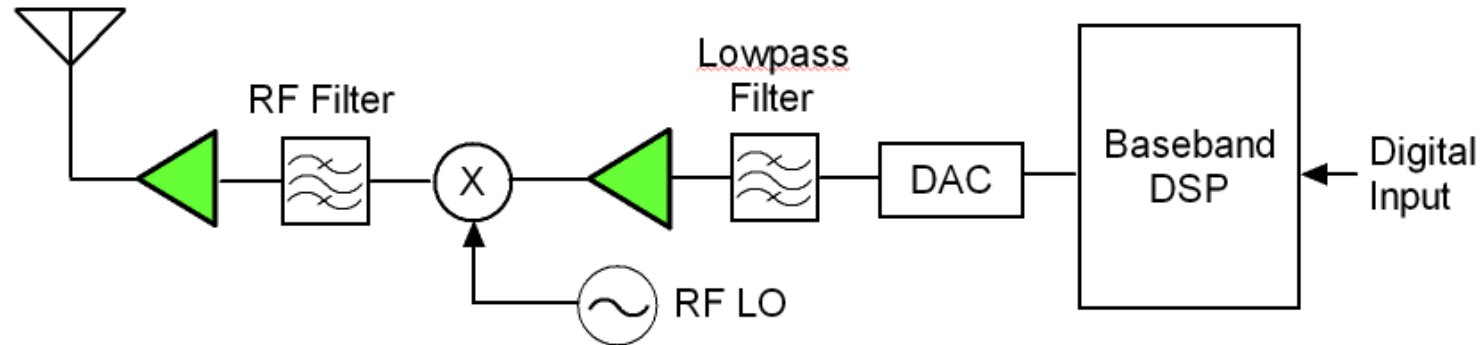 RF Filter
X
RF LO
Lowpass
Filter
DAC
Baseband
DSP
Digital
Input